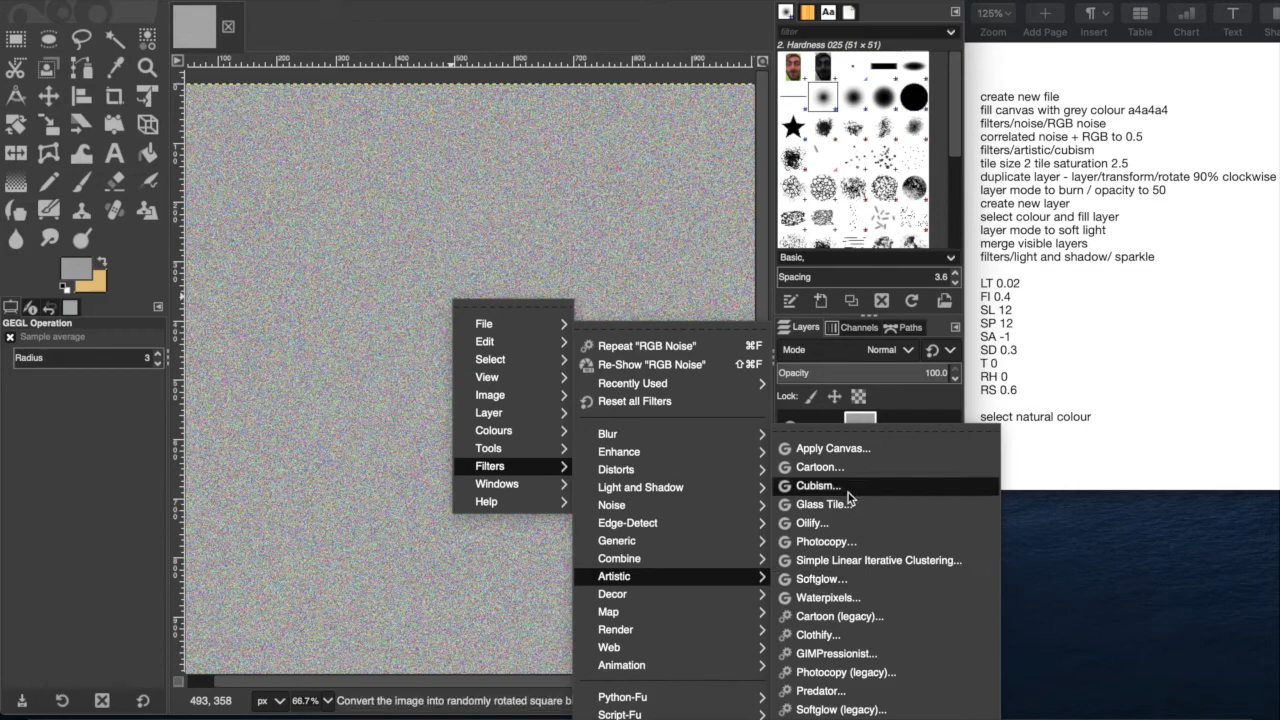 filter
2. Hardness 025 (51 × 51)
Basic,
Spacing 3.6
Layers Channels Paths
Mode Normal
Opacity 100.0
Lock:
125%
Zoom Add Page Insert Table Chart Text
create new file
fill canvas with grey colour a4a4a4
filters/noise/RGB noise
correlated noise + RGB to 0.5
filters/artistic/cubism
tile size 2 tile saturation 2.5
duplicate layer - layer/transform/rotate 90% clockwise
layer mode to burn / opacity to 50
create new layer
select colour and fill layer
layer mode to soft light
merge visible layers
filters/light and shadow/ sparkle
LT 0.02
FI 0.4
SL 12
SP 12
SA -1
SD 0.3
T 0
RH 0
RS 0.6
select natural colour
GEGL Operation
Sample average
Radius 3
File
Edit
Select
View
Image
Layer
Colours
Tools
Filters
Windows
Help
Repeat "RGB Noise" ⌘F
Re-Show "RGB Noise" ⇧⌘F
Recently Used
Reset all Filters
Blur
Enhance
Distorts
Light and Shadow
Noise
Edge-Detect
Generic
Combine
Artistic
Decor
Map
Render
Web
Animation
Python-Fu
Script-Fu
Apply Canvas...
Cartoon...
Cubism...
Glass Tile...
Oilify...
Photocopy...
Simple Linear Iterative Clustering...
Softglow...
Waterpixels...
Cartoon (legacy)...
Clothify...
GIMPressionist...
Photocopy (legacy)...
Predator...
Softglow (legacy)...
493, 358 px 66.7% Convert the image into randomly rotated square b